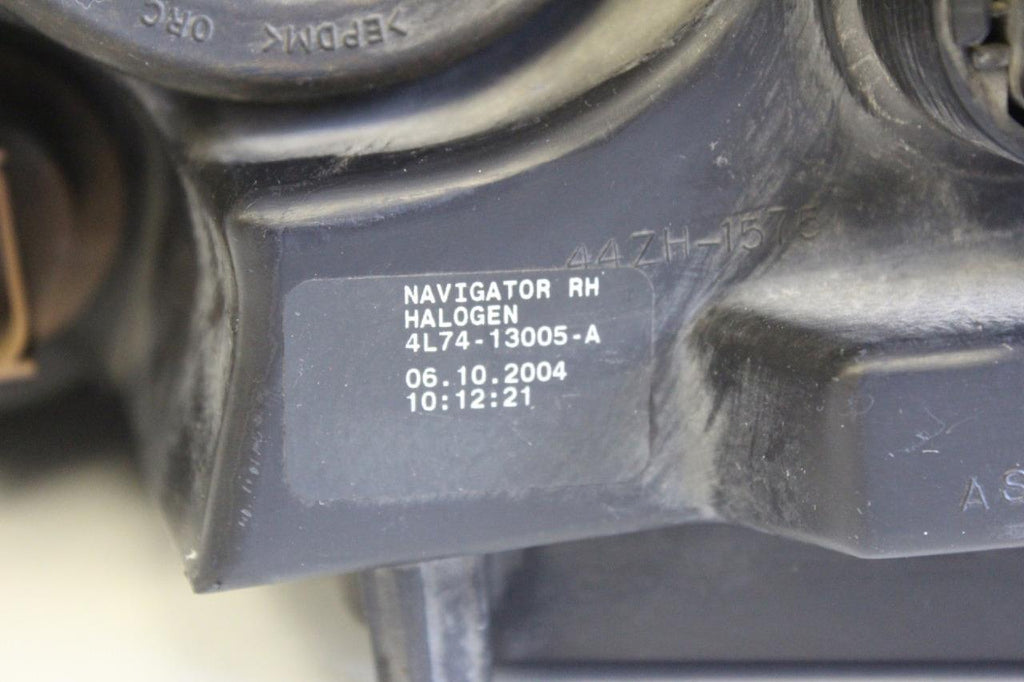 ORC >EPDM<
44ZH-1575
NAVIGATOR RH
HALOGEN
4L74-13005-A
06.10.2004
10:12:21
AS